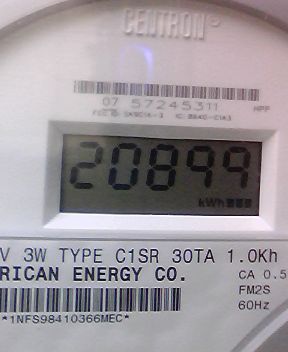 CENTRON
07 57245311 HPP
20899
kWh
V 3W TYPE C1SR 30TA 1.0Kh
RICAN ENERGY CO.
CA 0.5
FM2S
60Hz
*1NFS98410366MEC*